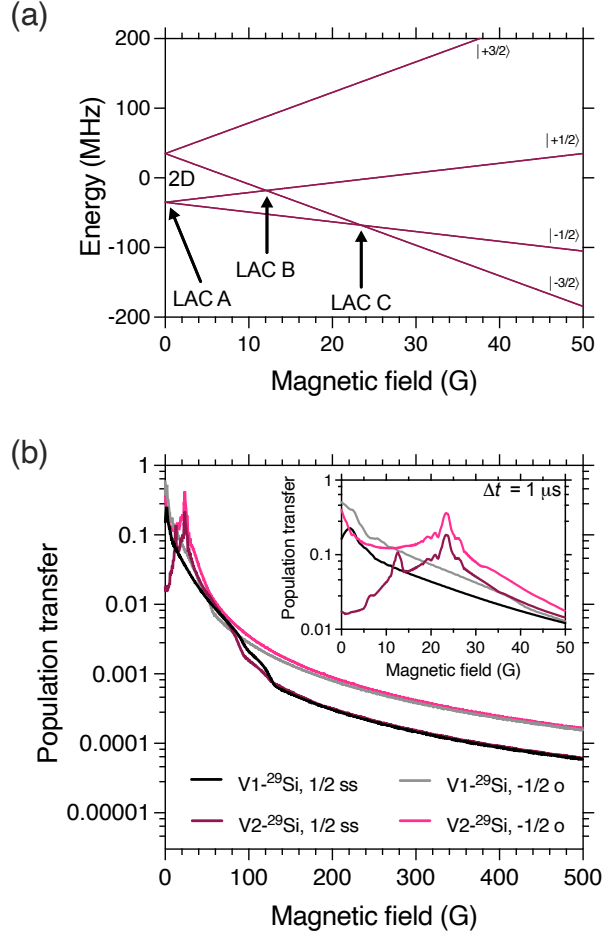 (a)
200
100
0
-100
-200
Energy (MHz)
2D
LAC A
LAC B
LAC C
|+3/2⟩
|+1/2⟩
|-1/2⟩
|-3/2⟩
0 10 20 30 40 50
Magnetic field (G)
(b)
1
0.1
0.01
0.001
0.0001
0.00001
Population transfer
Δt = 1 μs
1
0.1
0.01
Population transfer
0 10 20 30 40 50
Magnetic field (G)
V1-²⁹Si, 1/2 ss V1-²⁹Si, -1/2 o
V2-²⁹Si, 1/2 ss V2-²⁹Si, -1/2 o
0 100 200 300 400 500
Magnetic field (G)